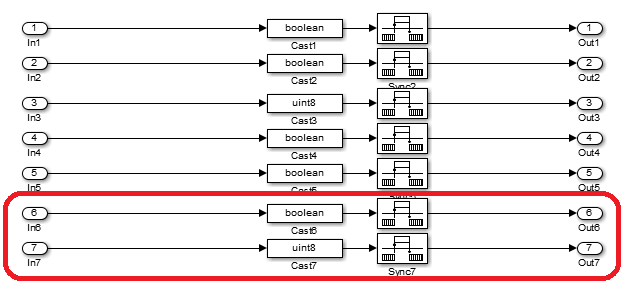 1 boolean 1
In1 Cast1 Out1
2 boolean 2
In2 Cast2 Sync2 Out2
3 uint8 3
In3 Cast3 Out3
4 boolean 4
In4 Cast4 Out4
5 boolean 5
In5 Cast5 Out5
6 boolean 6
In6 Cast6 Out6
7 uint8 7
In7 Cast7 Sync7 Out7